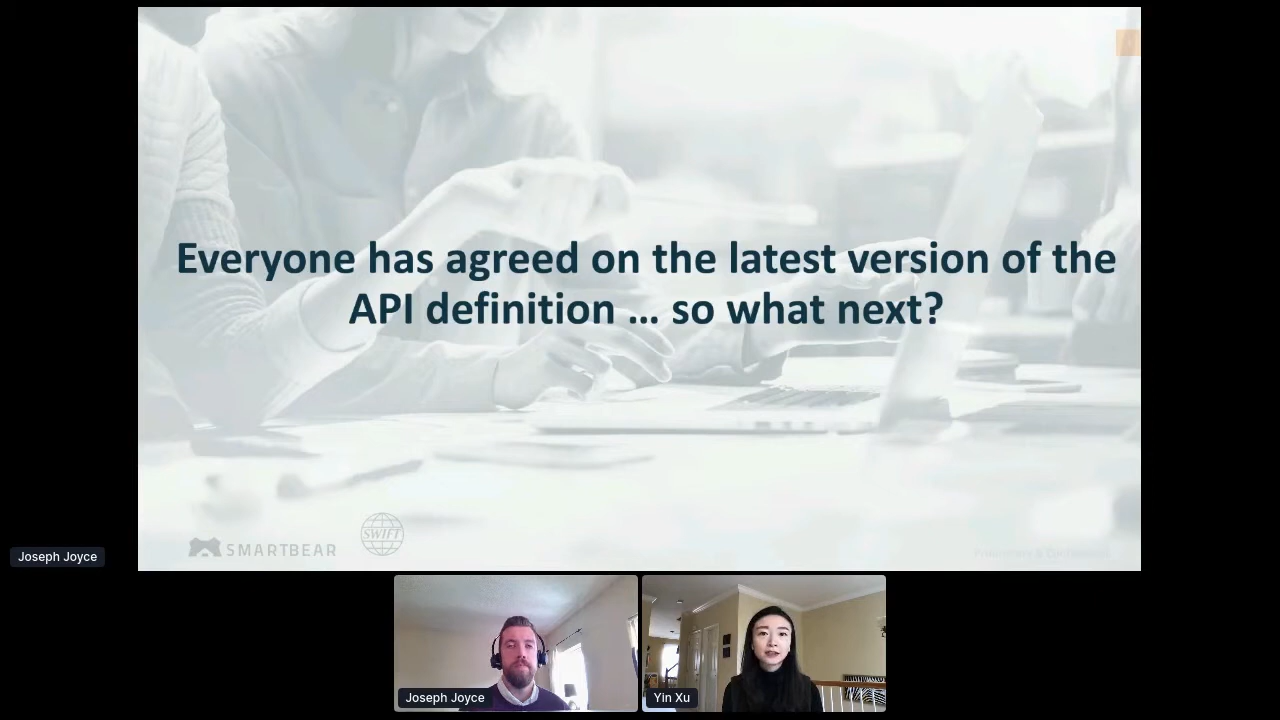 Everyone has agreed on the latest version of the
API definition ... so what next?
SMARTBEAR
SWIFT
Joseph Joyce
Joseph Joyce
Yin Xu